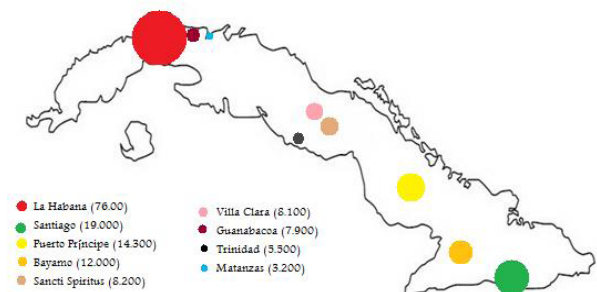 La Habana (76.00)
Santiago (19.000)
Puerto Príncipe (14.300)
Bayamo (12.000)
Sancti Spiritus (8.200)
Villa Clara (8.100)
Guanabacoa (7.900)
Trinidad (5.500)
Matanzas (3.200)